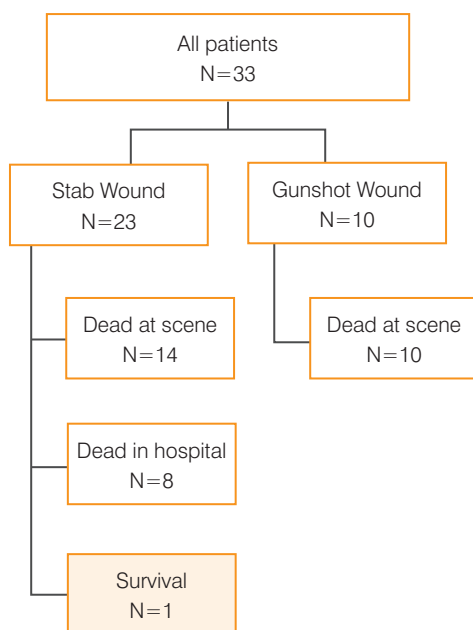 All patients
N=33
Stab Wound
N=23
Gunshot Wound
N=10
Dead at scene
N=14
Dead at scene
N=10
Dead in hospital
N=8
Survival
N=1